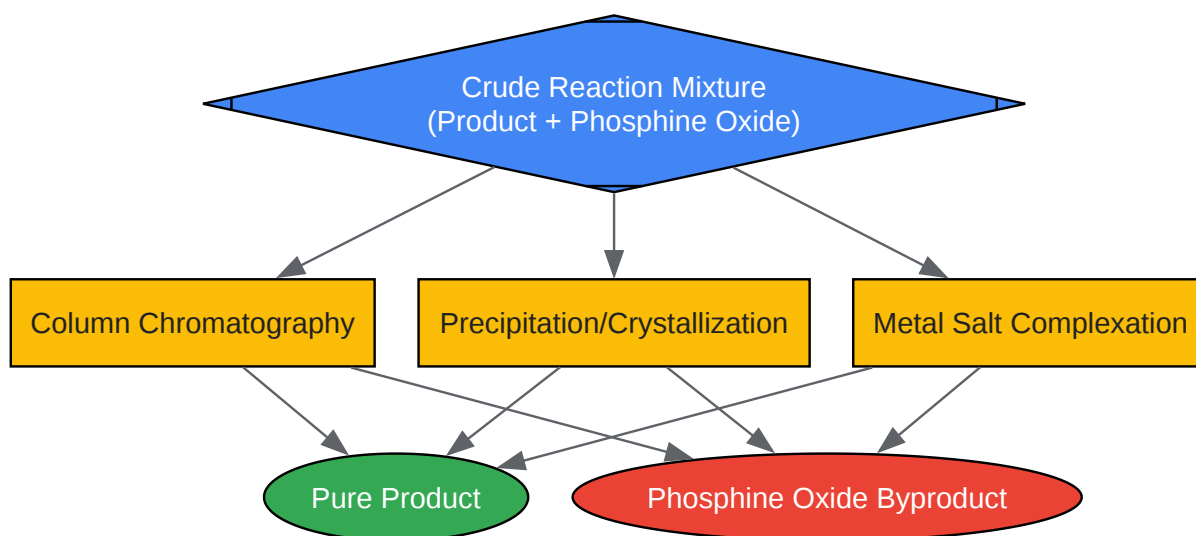 Crude Reaction Mixture
(Product + Phosphine Oxide)
Column Chromatography
Precipitation/Crystallization
Metal Salt Complexation
Pure Product
Phosphine Oxide Byproduct